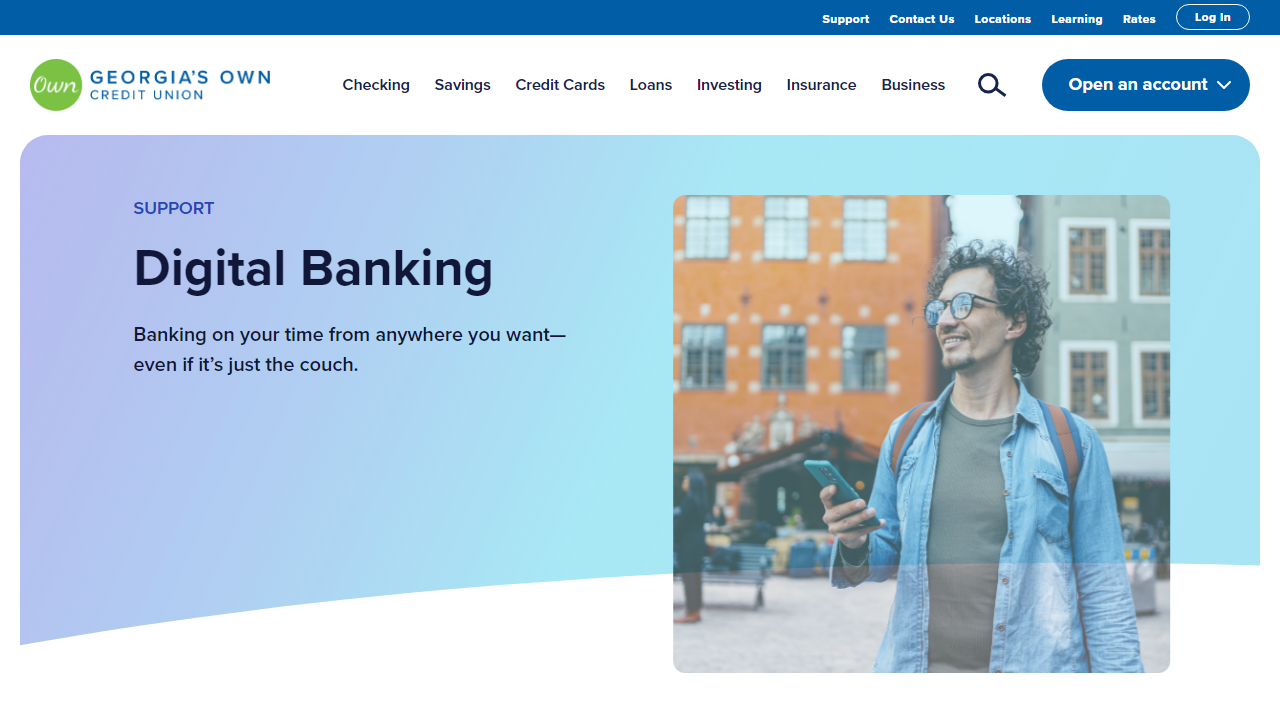 Support Contact Us Locations Learning Rates Log In
Own GEORGIA'S OWN
CREDIT UNION
Checking Savings Credit Cards Loans Investing Insurance Business Open an account
SUPPORT
Digital Banking
Banking on your time from anywhere you want—
even if it's just the couch.